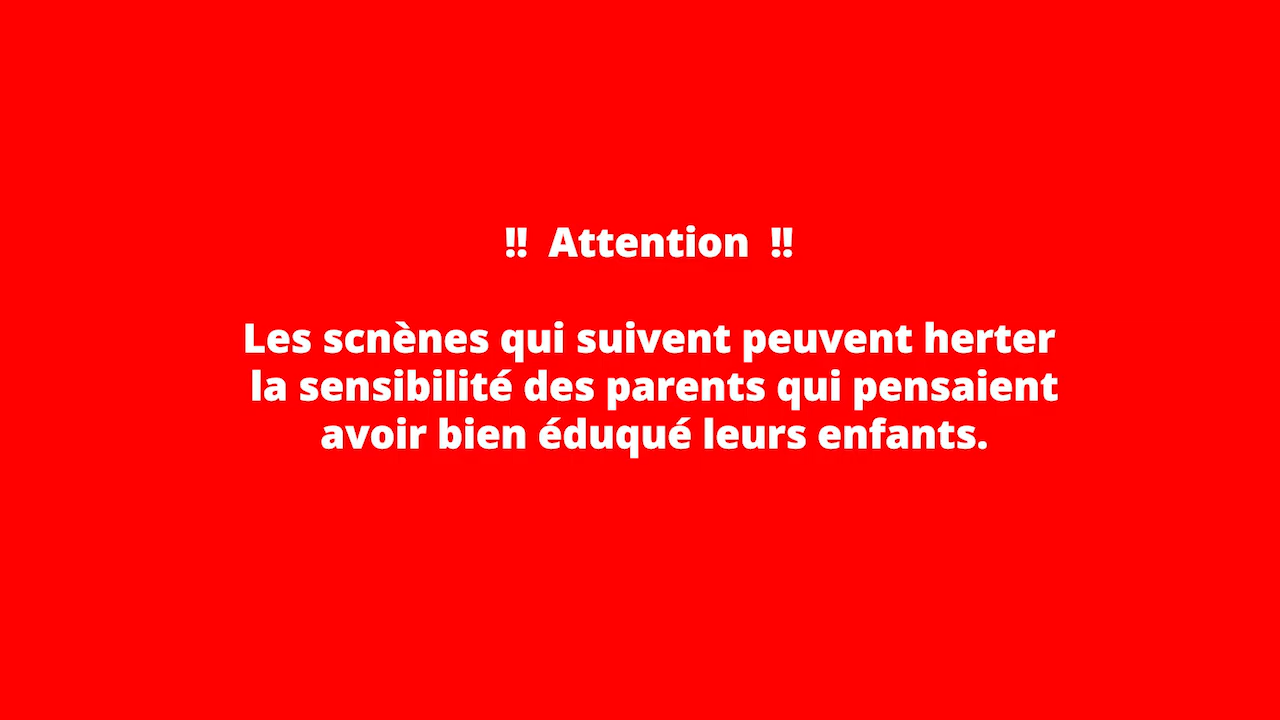 !! Attention !!
Les scnènes qui suivent peuvent herter
la sensibilité des parents qui pensaient
avoir bien éduqué leurs enfants.